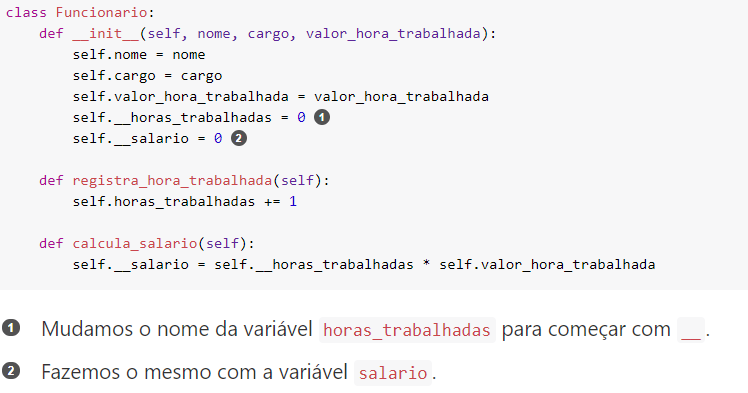 class Funcionario:
    def __init__(self, nome, cargo, valor_hora_trabalhada):
        self.nome = nome
        self.cargo = cargo
        self.valor_hora_trabalhada = valor_hora_trabalhada
        self.__horas_trabalhadas = 0 1
        self.__salario = 0 2
    def registra_hora_trabalhada(self):
        self.horas_trabalhadas += 1
    def calcula_salario(self):
        self.__salario = self.__horas_trabalhadas * self.valor_hora_trabalhada
1 Mudamos o nome da variável horas_trabalhadas para começar com __.
2 Fazemos o mesmo com a variável salario.